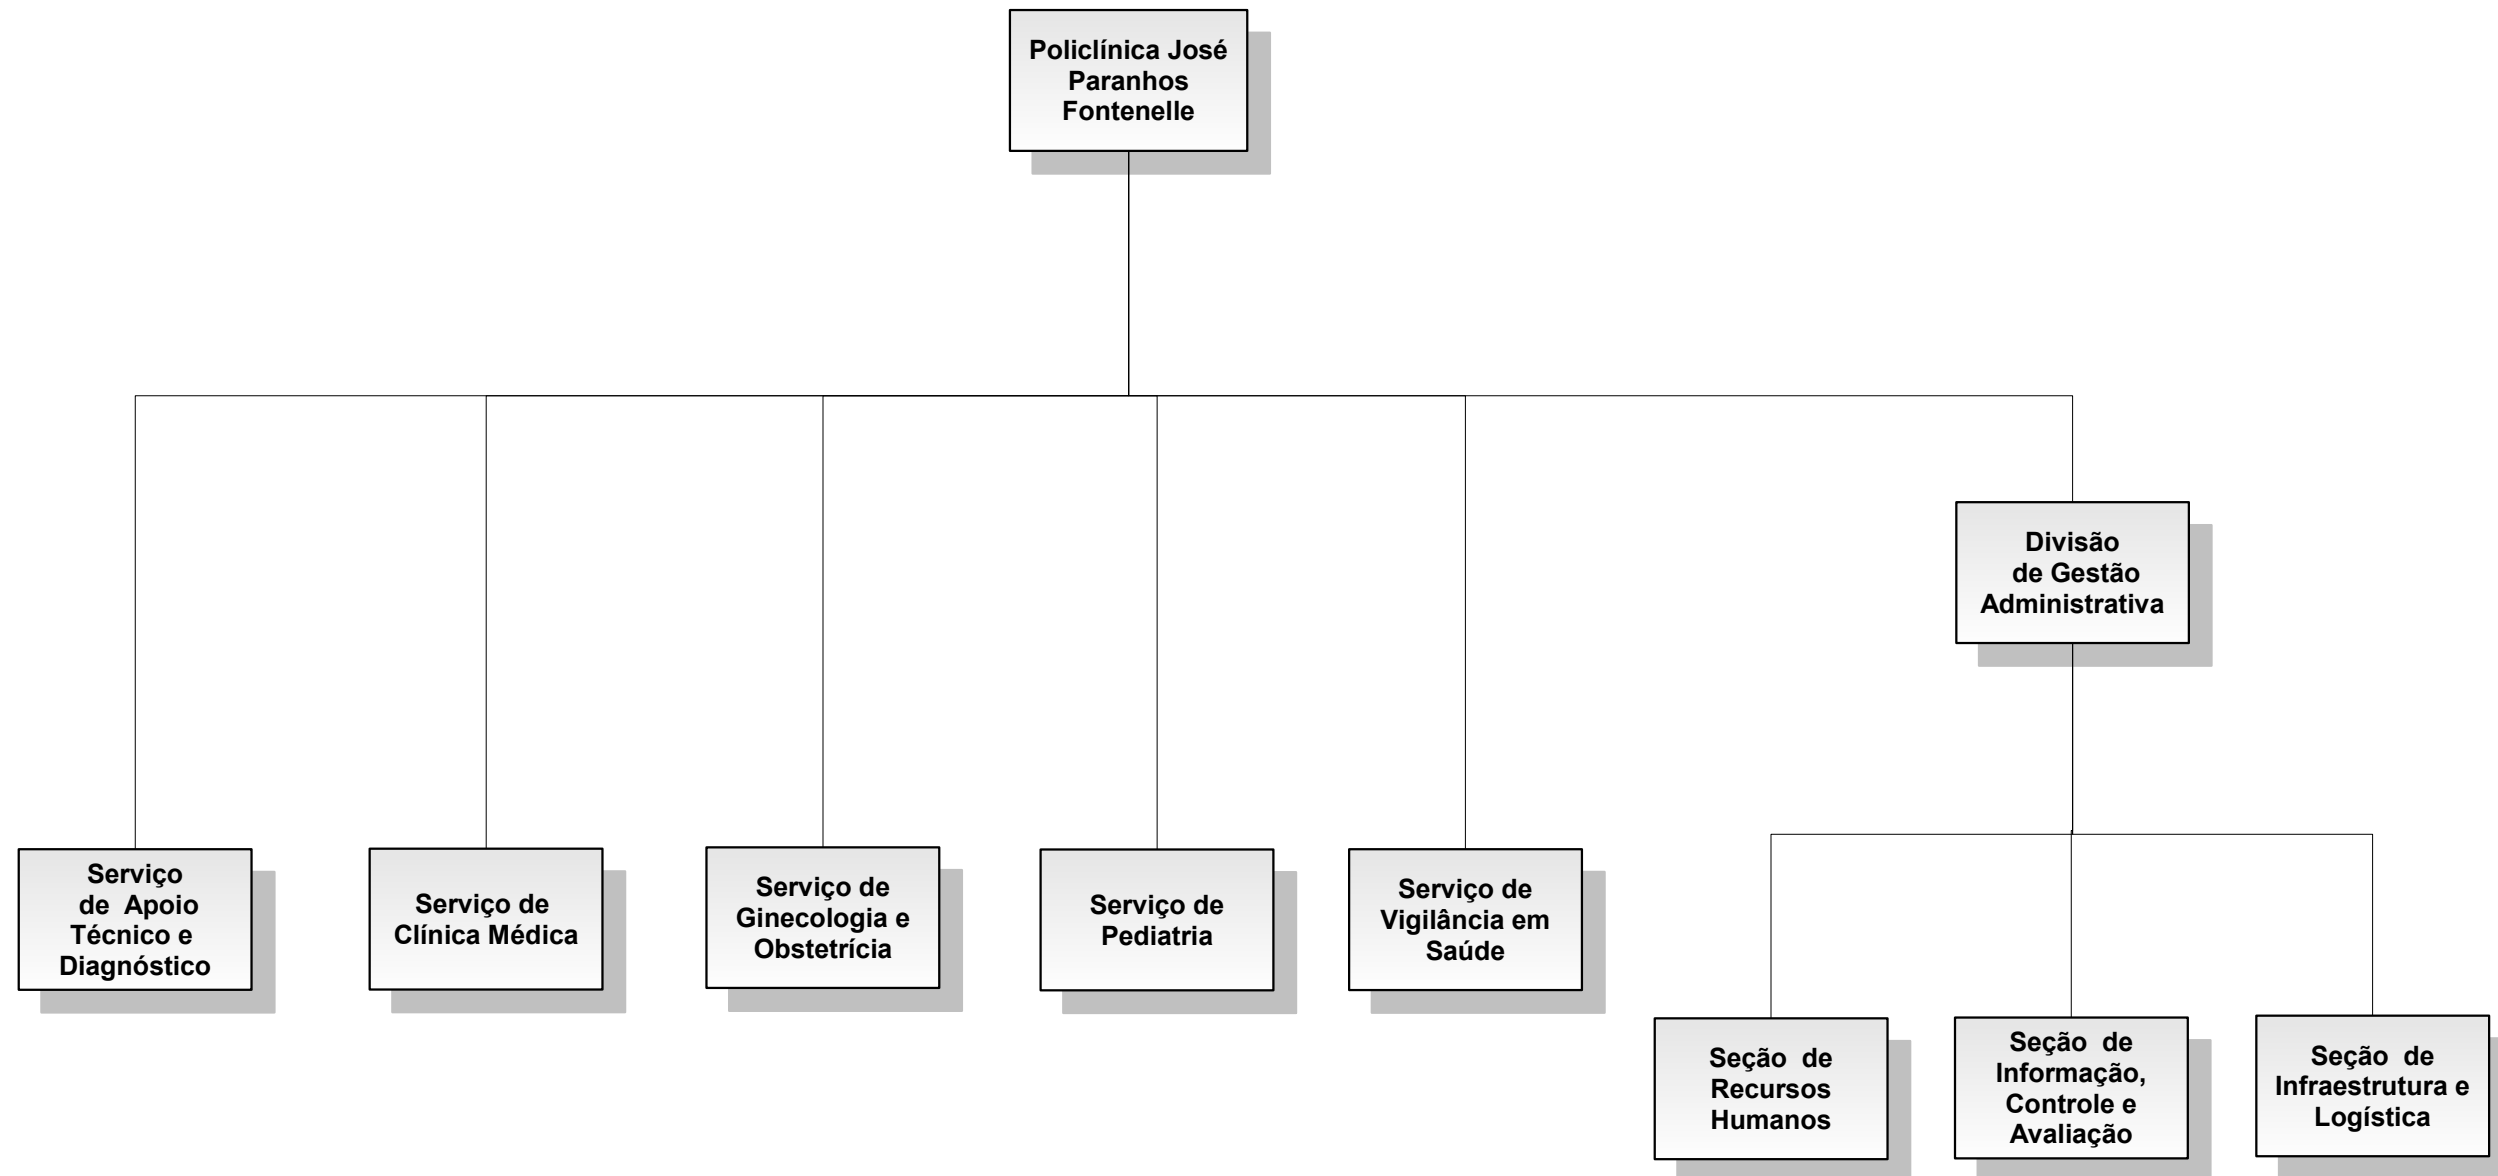 Policlínica José
Paranhos
Fontenelle
Divisão
de Gestão
Administrativa
Serviço
de Apoio
Técnico e
Diagnóstico
Serviço de
Clínica Médica
Serviço de
Ginecologia e
Obstetrícia
Serviço de
Pediatria
Serviço de
Vigilância em
Saúde
Seção de
Recursos
Humanos
Seção de
Informação,
Controle e
Avaliação
Seção de
Infraestrutura e
Logística